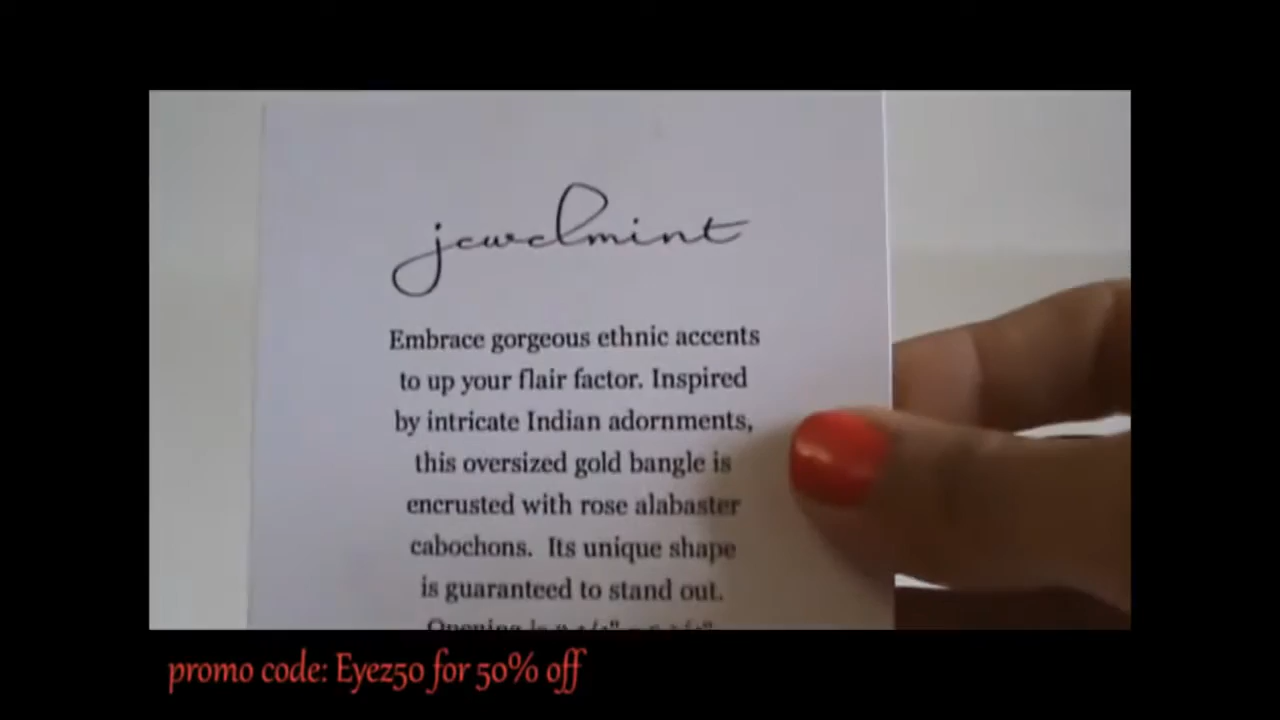 jewelmint
Embrace gorgeous ethnic accents
to up your flair factor. Inspired
by intricate Indian adornments,
this oversized gold bangle is
encrusted with rose alabaster
cabochons. Its unique shape
is guaranteed to stand out.
Opening is
promo code: Eyez50 for 50% off